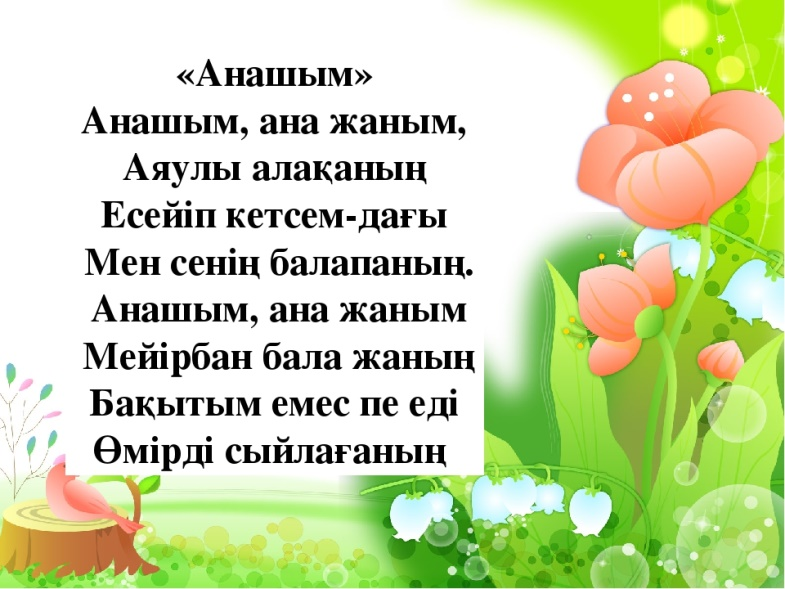 «Анашым»
Анашым, ана жаным,
Аяулы алақаның
Есейіп кетсем-дағы
Мен сенің балапаның.
Анашым, ана жаным
Мейірбан бала жаның
Бақытым емес пе еді
Өмірді сыйлағаның